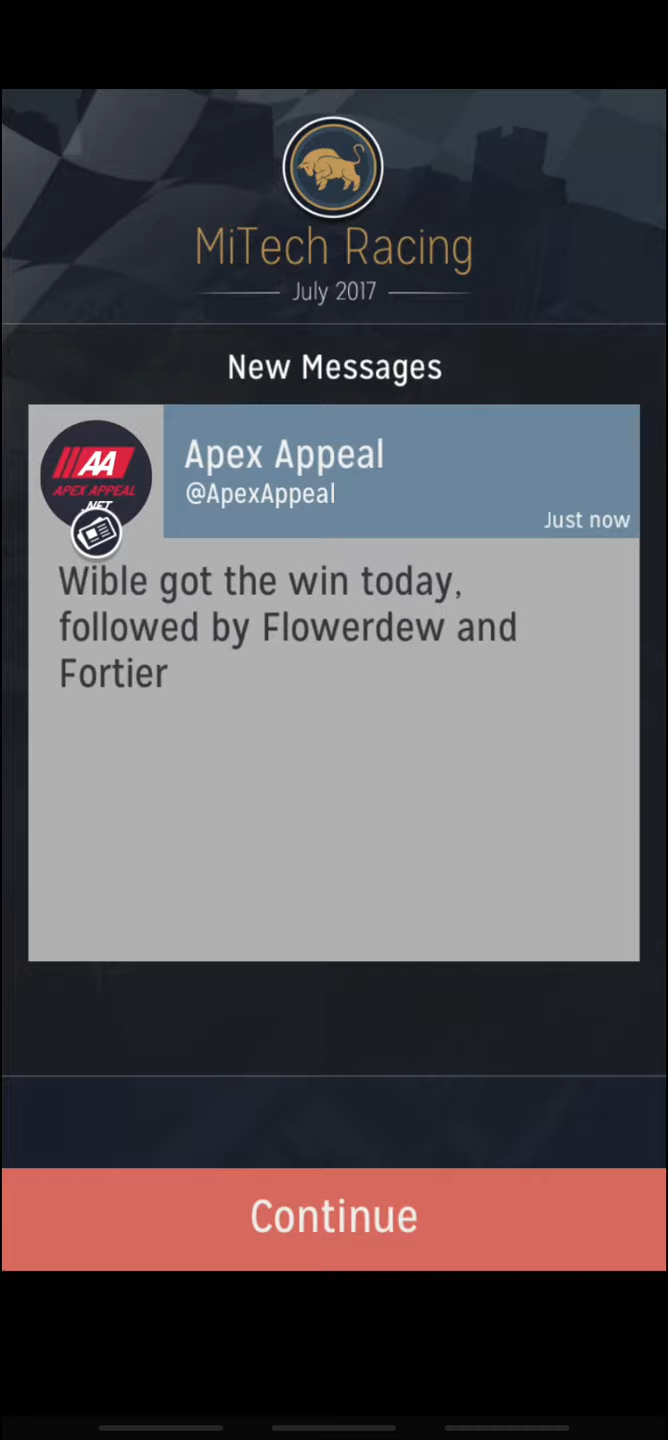 MiTech Racing
July 2017
New Messages
AA
APEX APPEAL
.NET
Apex Appeal
@ApexAppeal
Just now
Wible got the win today,
followed by Flowerdew and
Fortier
Continue